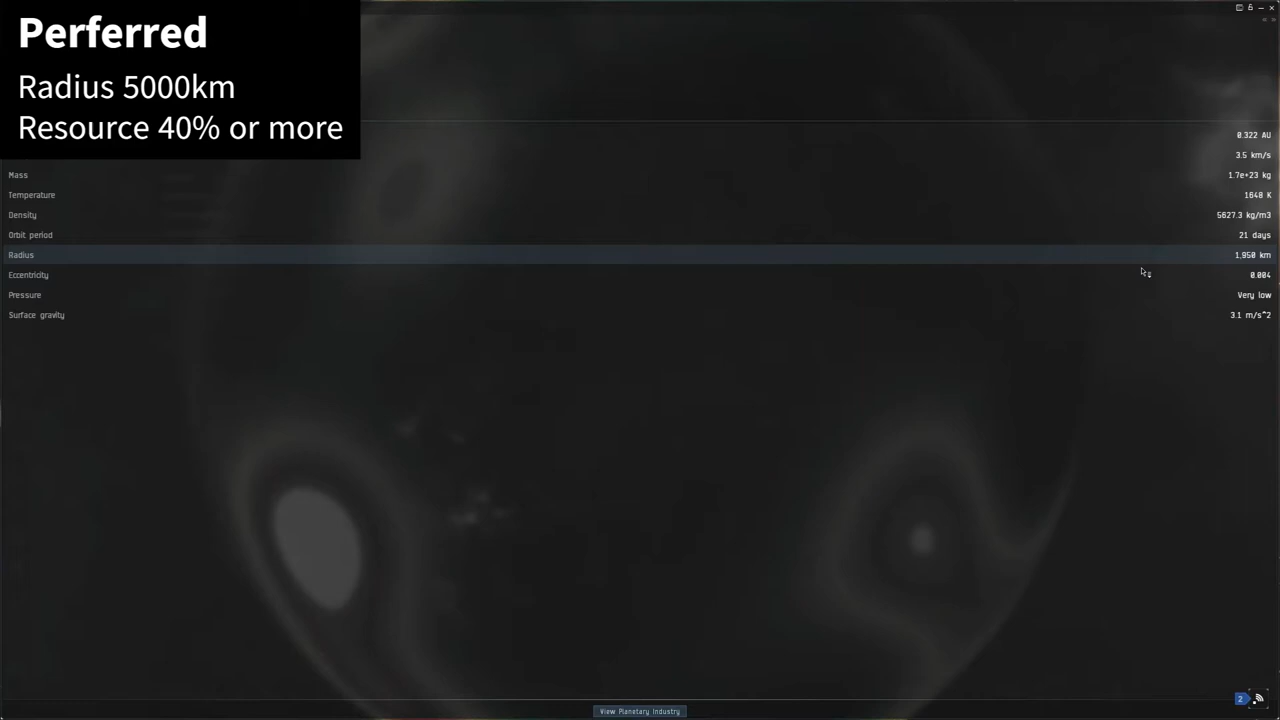 Perferred
Radius 5000km
Resource 40% or more
0.322 AU
3.5 km/s
Mass 1.7e+23 kg
Temperature 1648 K
Density 5627.3 kg/m3
Orbit period 21 days
Radius 1,950 km
Eccentricity 0.004
Pressure Very low
Surface gravity 3.1 m/s^2
2
View Planetary Industry